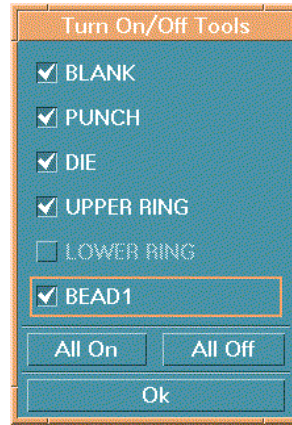 Turn On/Off Tools
BLANK
PUNCH
DIE
UPPER RING
LOWER RING
BEAD1
All On All Off
Ok